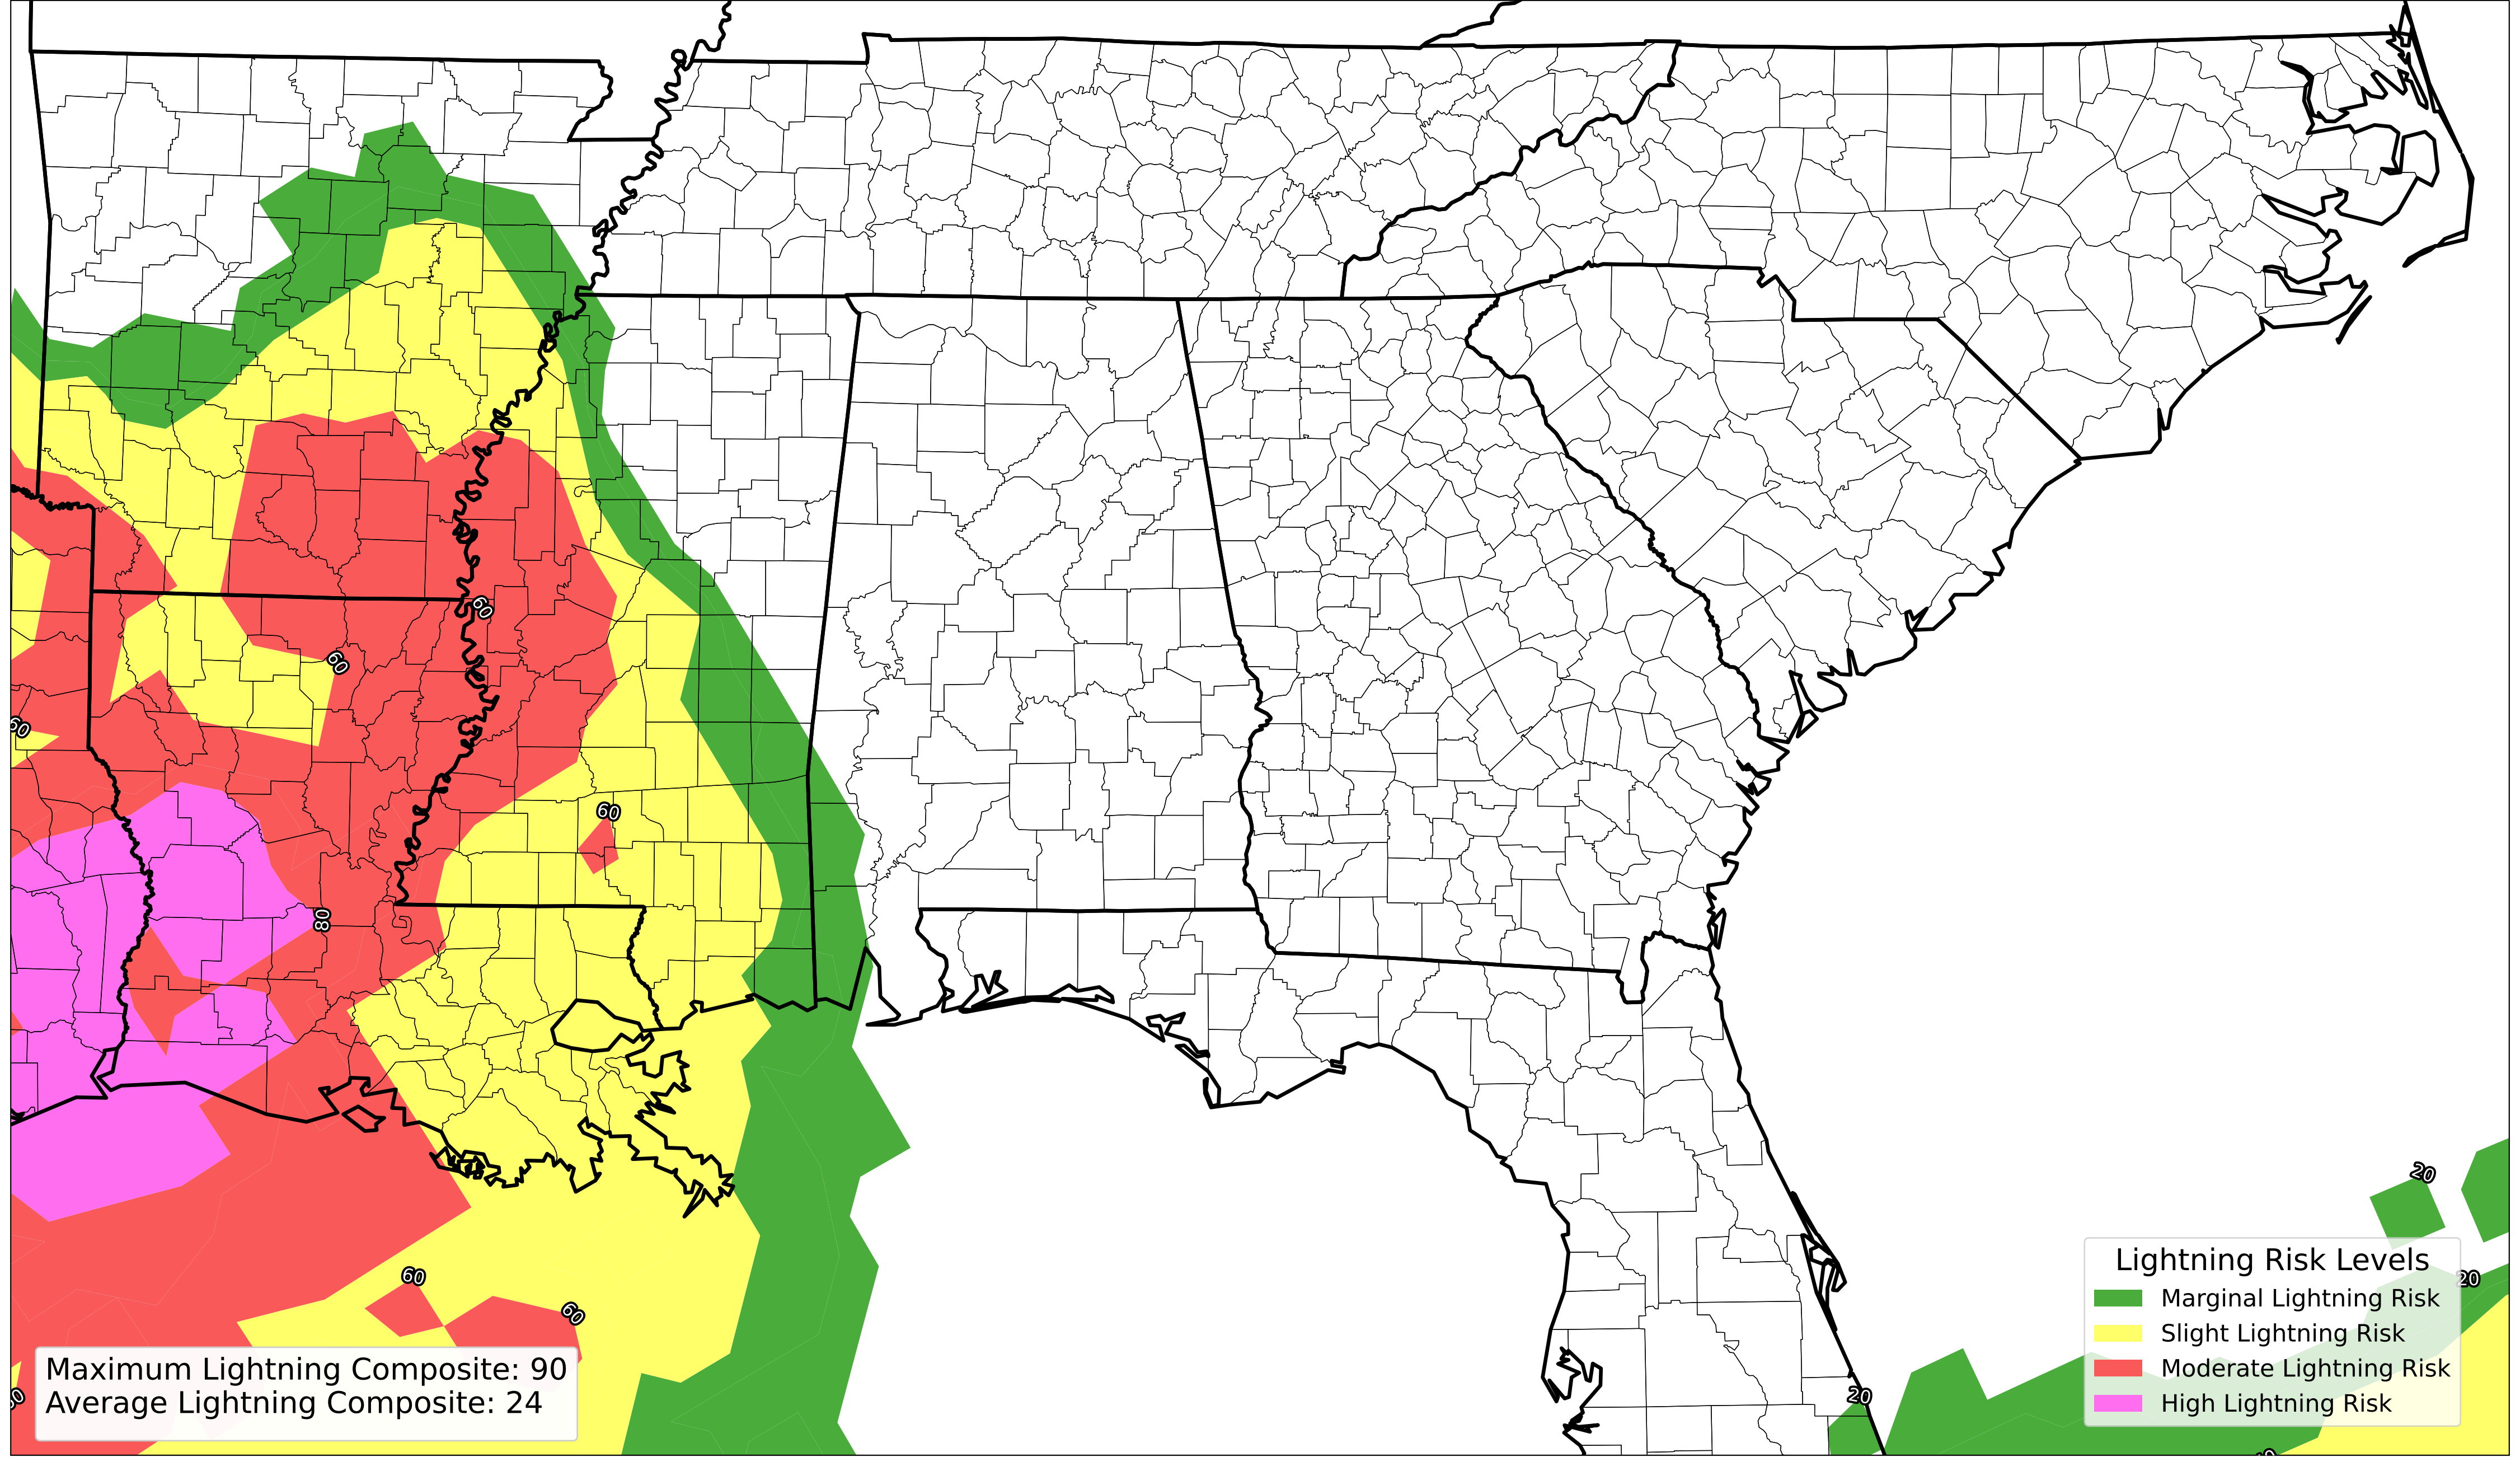 60
60
60
60
80
20
20
60
60
20
Lightning Risk Levels
Marginal Lightning Risk
Slight Lightning Risk
Moderate Lightning Risk
High Lightning Risk
Maximum Lightning Composite: 90
Average Lightning Composite: 24